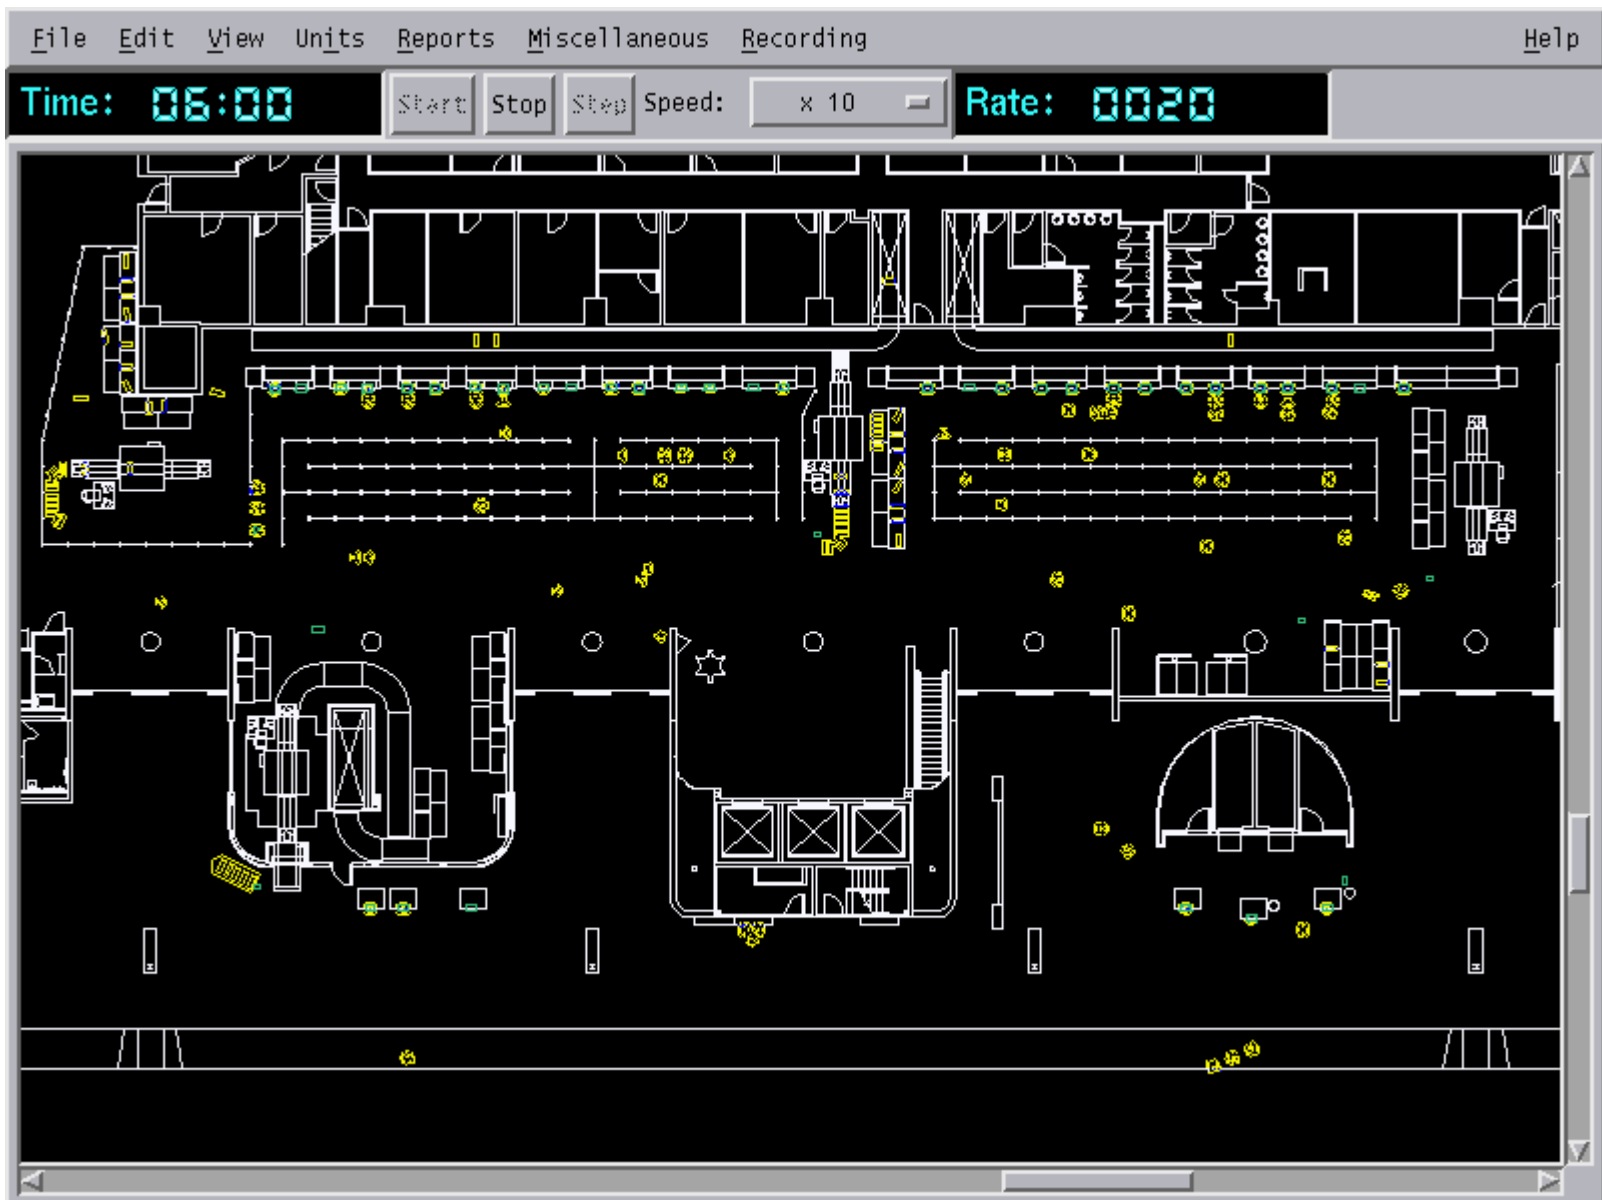 File Edit View Units Reports Miscellaneous Recording Help
Time: 06:00 Start Stop Step Speed: x 10 Rate: 0020